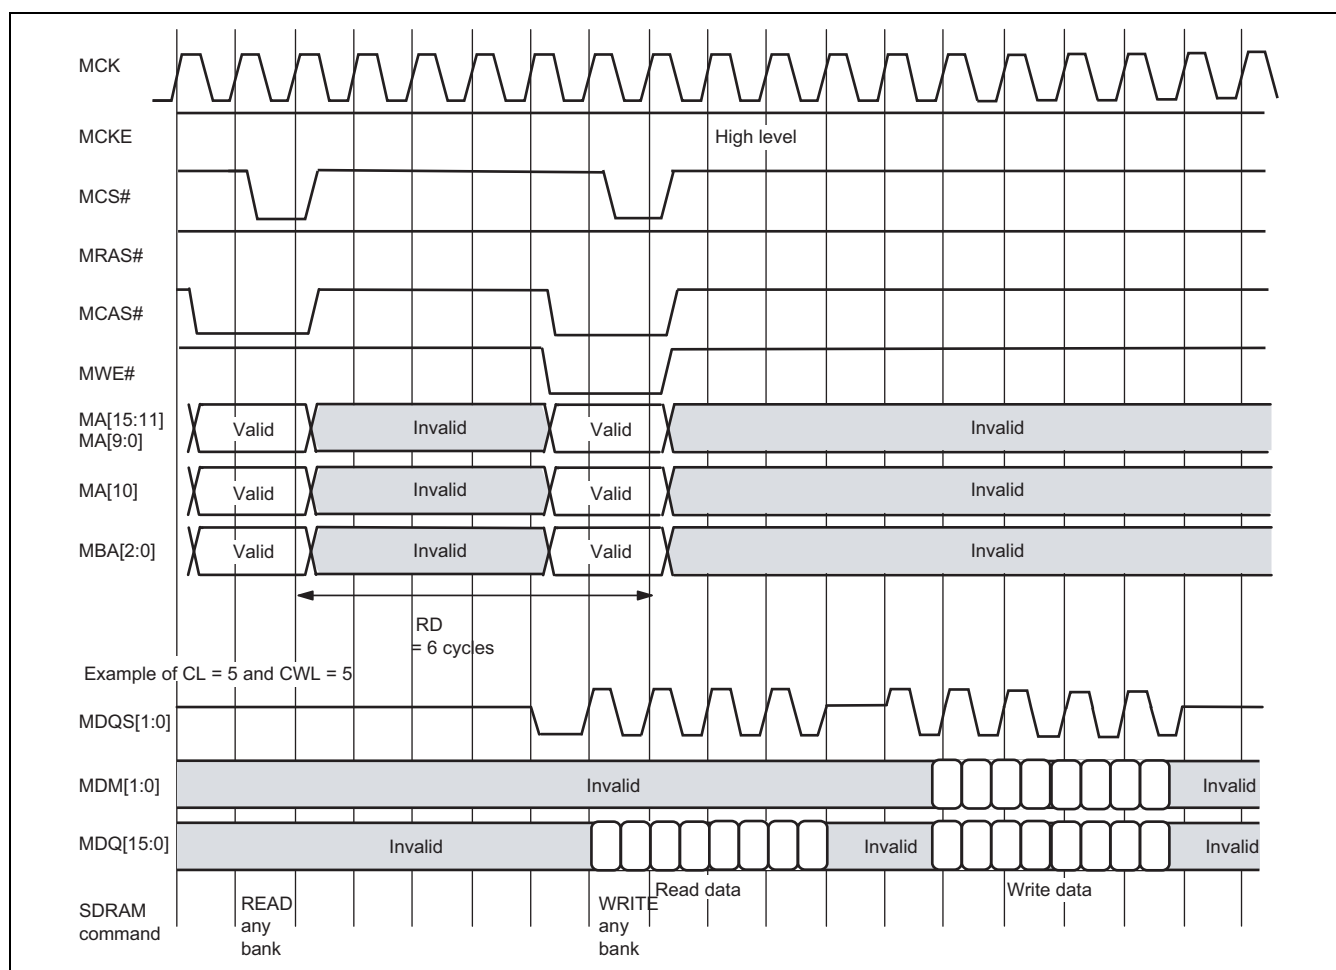 MCK
MCKE
High level
MCS#
MRAS#
MCAS#
MWE#
MA[15:11]
MA[9:0]
Valid
Invalid
Valid
Invalid
MA[10]
Valid
Invalid
Valid
Invalid
MBA[2:0]
Valid
Invalid
Valid
Invalid
RD
= 6 cycles
Example of CL = 5 and CWL = 5
MDQS[1:0]
MDM[1:0]
Invalid
Invalid
MDQ[15:0]
Invalid
Invalid
Invalid
Read data
Write data
SDRAM
command
READ
any
bank
WRITE
any
bank